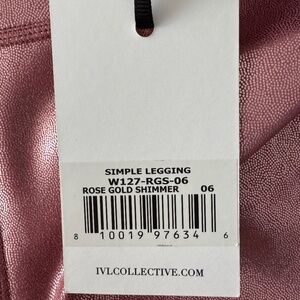 SIMPLE LEGGING
W127-RGS-06
ROSE GOLD SHIMMER 06
8 10019 97634 6
IVLCOLLECTIVE.COM